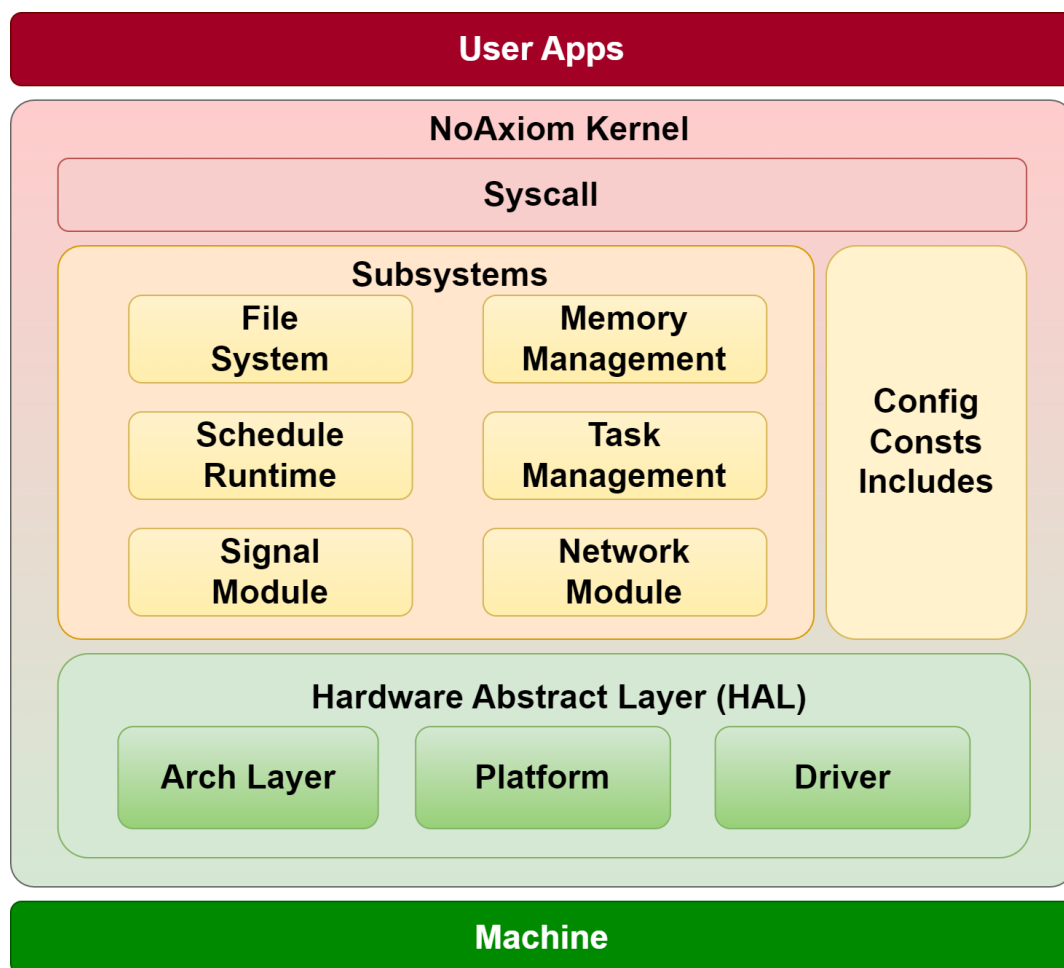 User Apps
NoAxiom Kernel
Syscall
Subsystems
File
System
Memory
Management
Schedule
Runtime
Task
Management
Signal
Module
Network
Module
Config
Consts
Includes
Hardware Abstract Layer (HAL)
Arch Layer
Platform
Driver
Machine